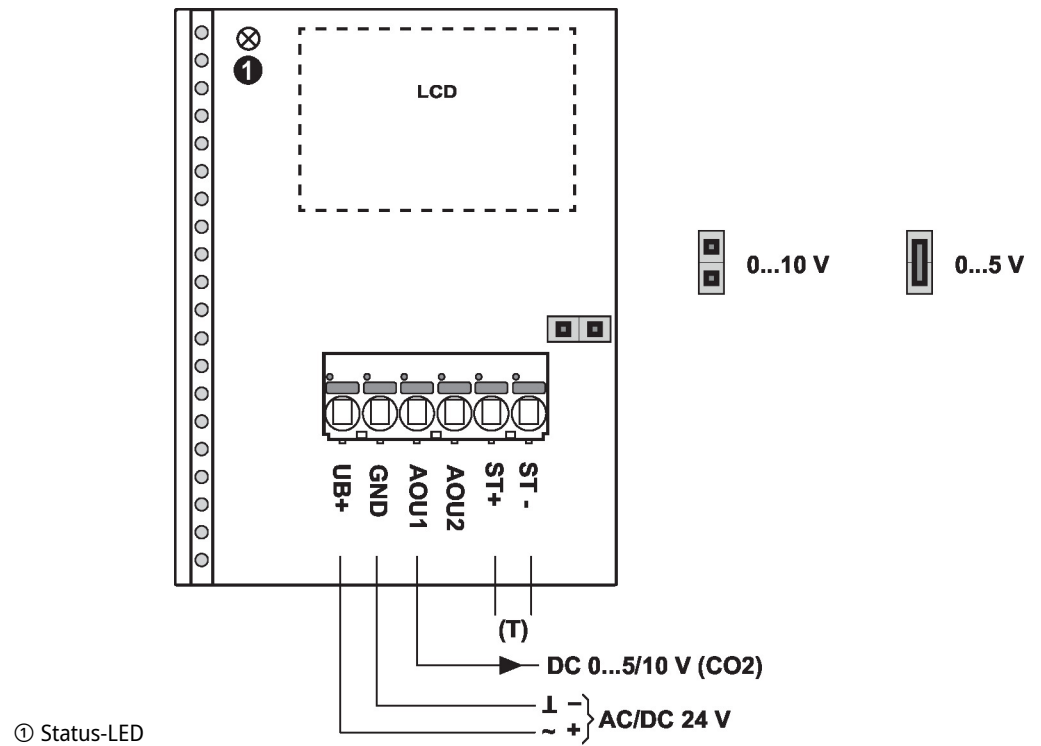 ❶
LCD
0...10 V
0...5 V
UB+
GND
AOU1
AOU2
ST+
ST -
(T)
DC 0...5/10 V (CO2)
⊥ −
~ +
AC/DC 24 V
① Status-LED